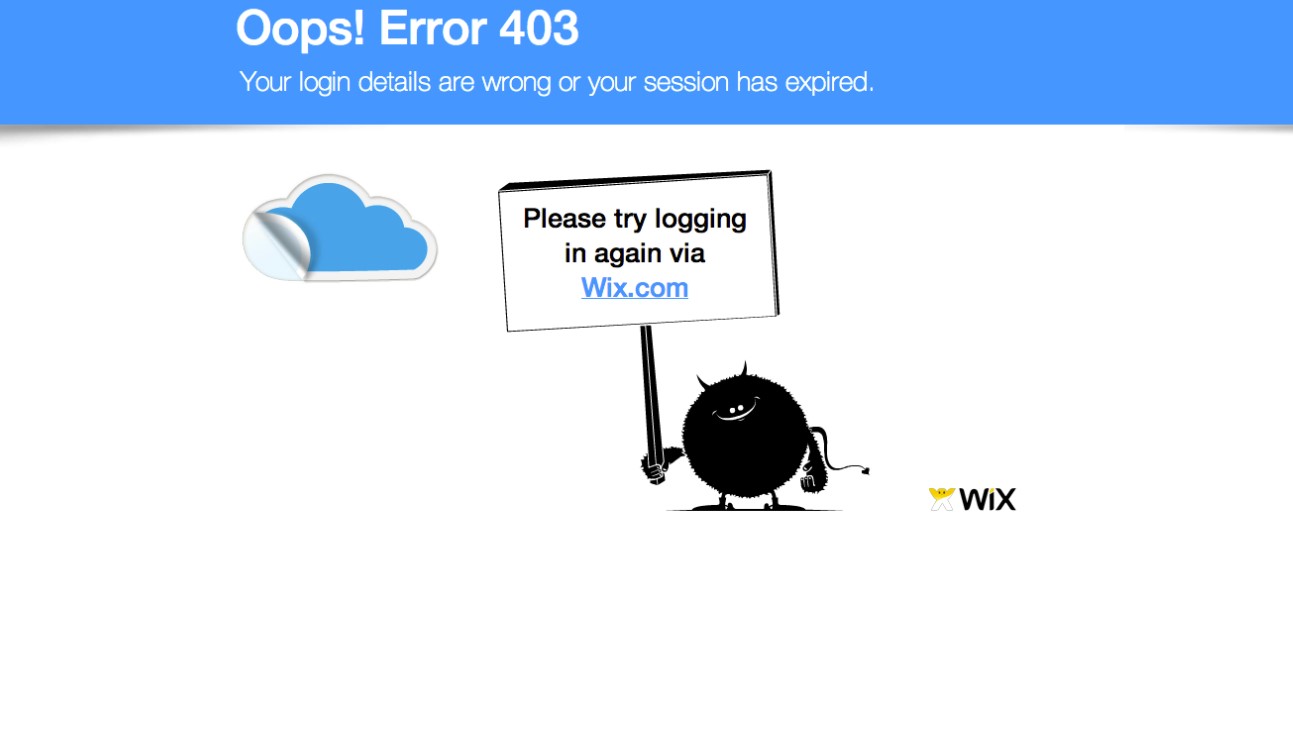 Oops! Error 403
Your login details are wrong or your session has expired.
Please try logging
in again via
Wix.com
WiX